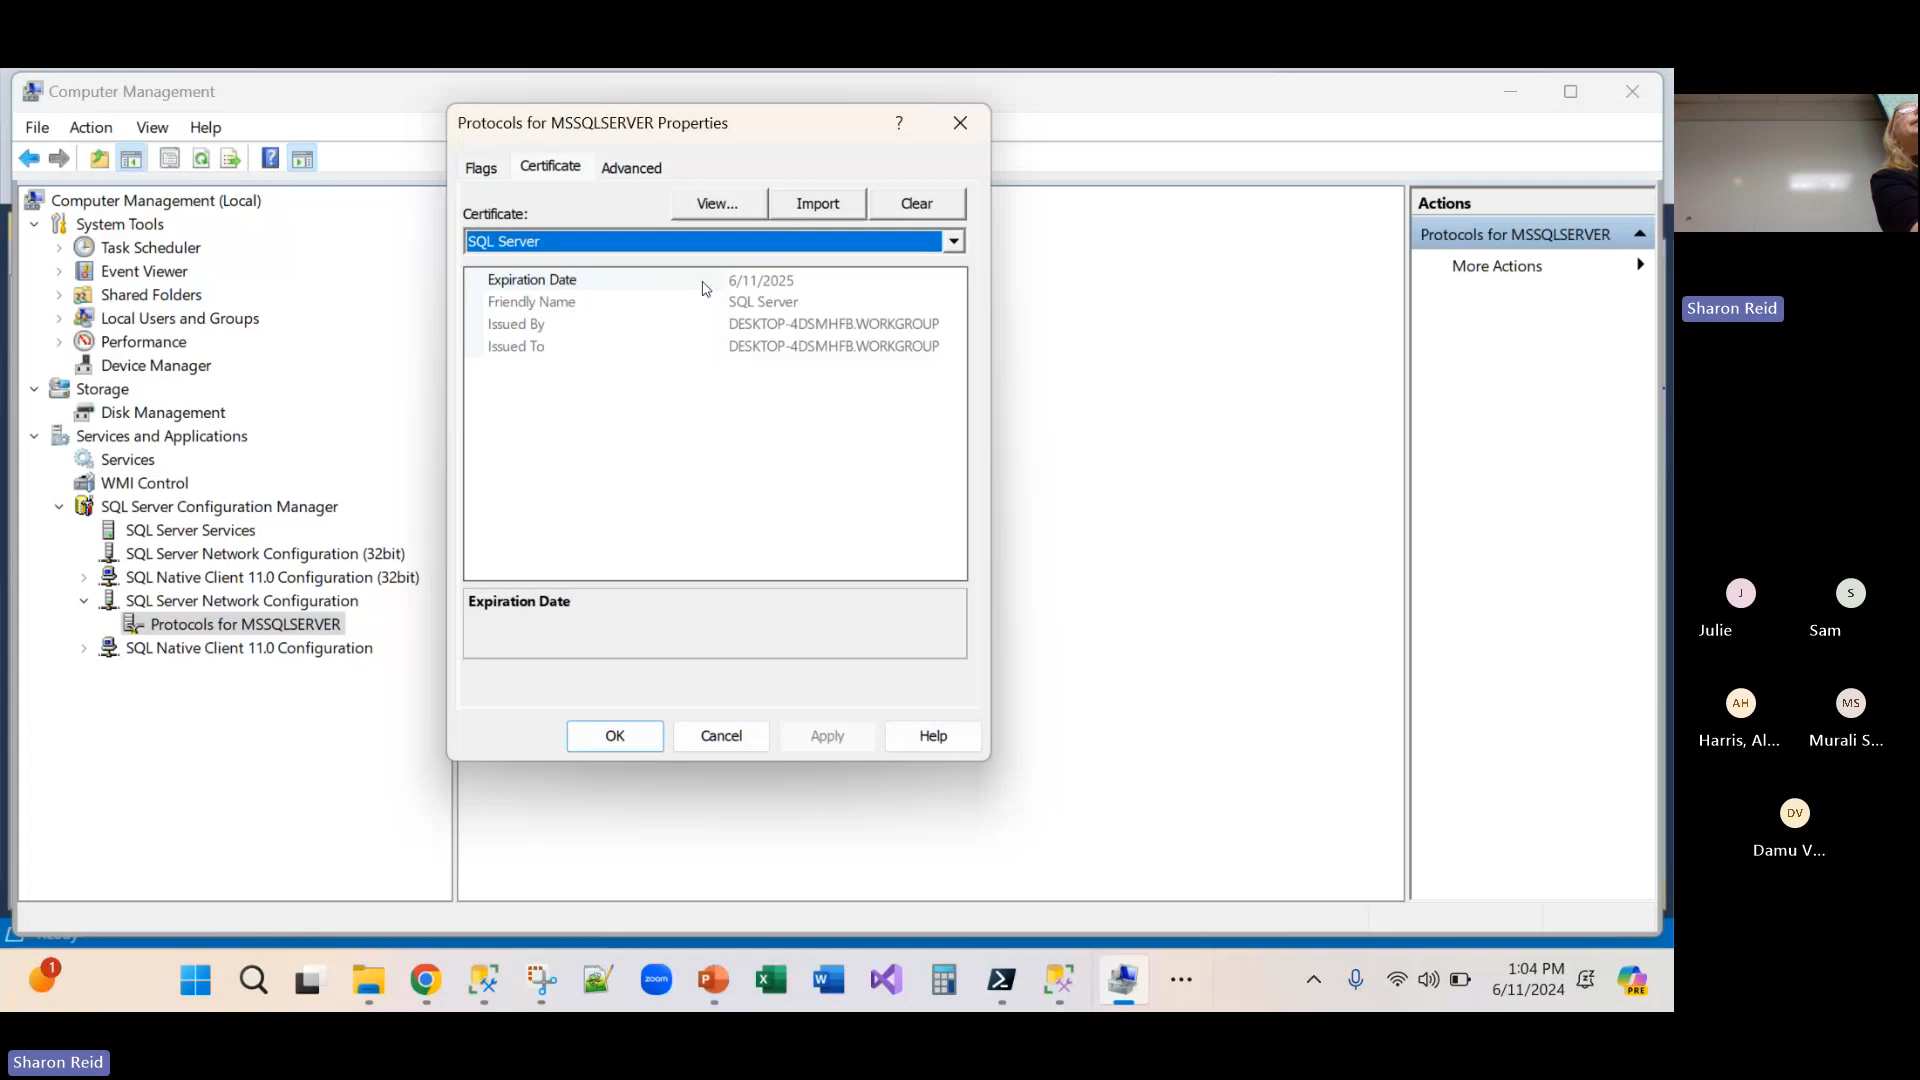 Computer Management
File Action View Help
Computer Management (Local)
System Tools
Task Scheduler
Event Viewer
Shared Folders
Local Users and Groups
Performance
Device Manager
Storage
Disk Management
Services and Applications
Services
WMI Control
SQL Server Configuration Manager
SQL Server Services
SQL Server Network Configuration (32bit)
SQL Native Client 11.0 Configuration (32bit)
SQL Server Network Configuration
Protocols for MSSQLSERVER
SQL Native Client 11.0 Configuration
Protocols for MSSQLSERVER Properties
?
Flags Certificate Advanced
View... Import Clear
Certificate:
SQL Server
Expiration Date 6/11/2025
Friendly Name SQL Server
Issued By DESKTOP-4DSMHFB.WORKGROUP
Issued To DESKTOP-4DSMHFB.WORKGROUP
Expiration Date
OK Cancel Apply Help
Actions
Protocols for MSSQLSERVER
More Actions
Sharon Reid
J S
Julie Sam
AH MS
Harris, Al... Murali S...
DV
Damu V...
1
zoom
PRE
1:04 PM
6/11/2024
Sharon Reid